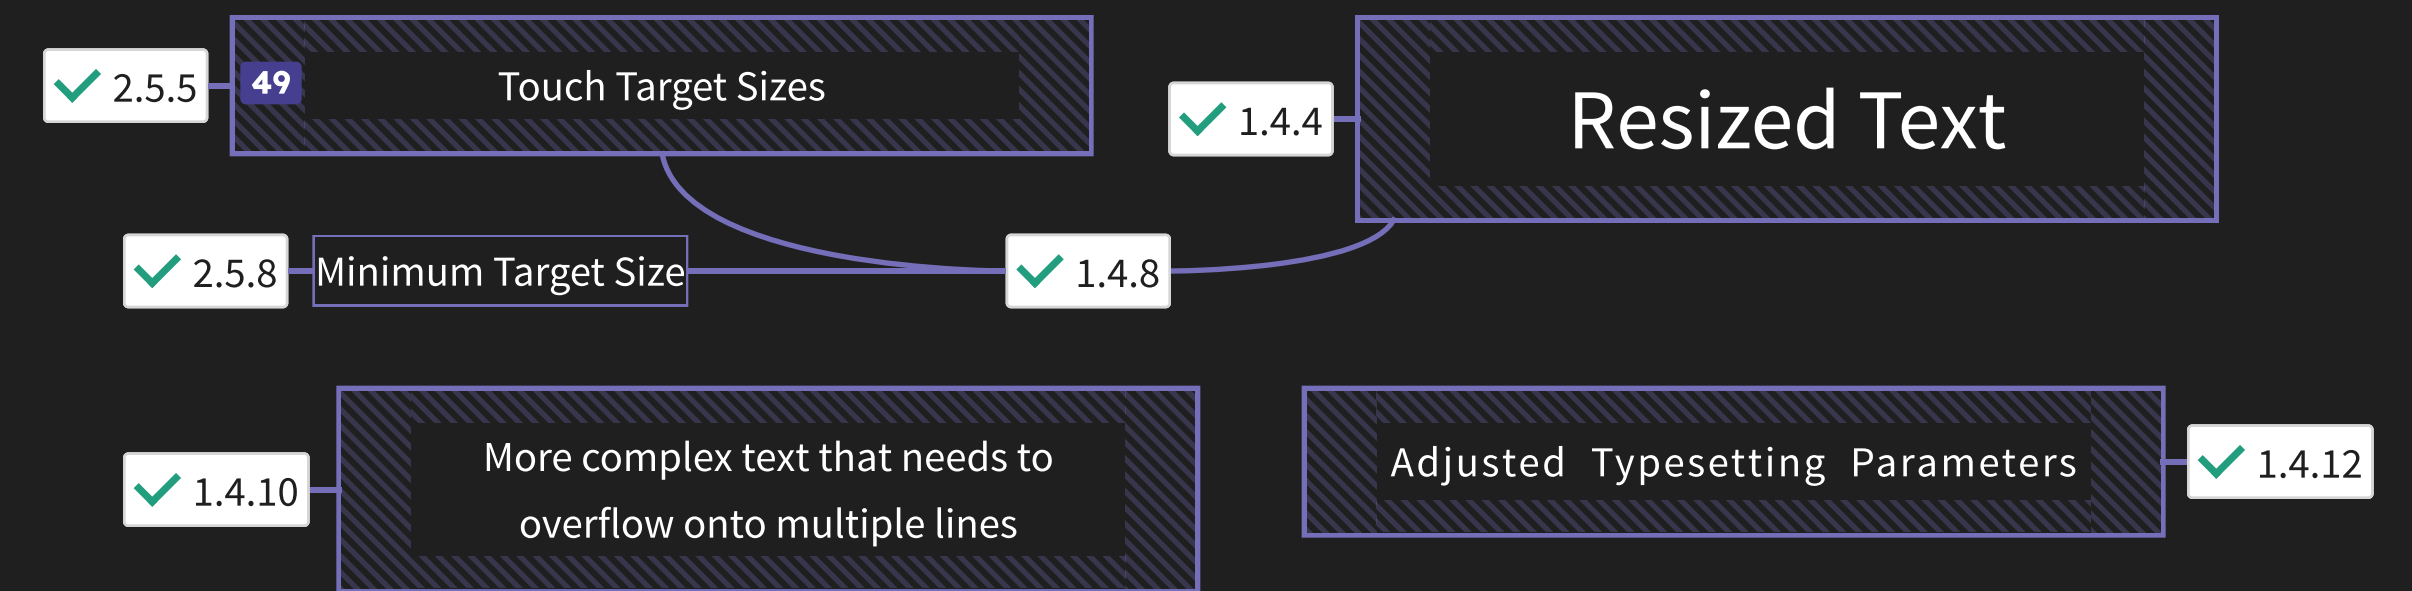 2.5.5
49
Touch Target Sizes
1.4.4
Resized Text
2.5.8
Minimum Target Size
1.4.8
1.4.10
More complex text that needs to
overflow onto multiple lines
Adjusted Typesetting Parameters
1.4.12